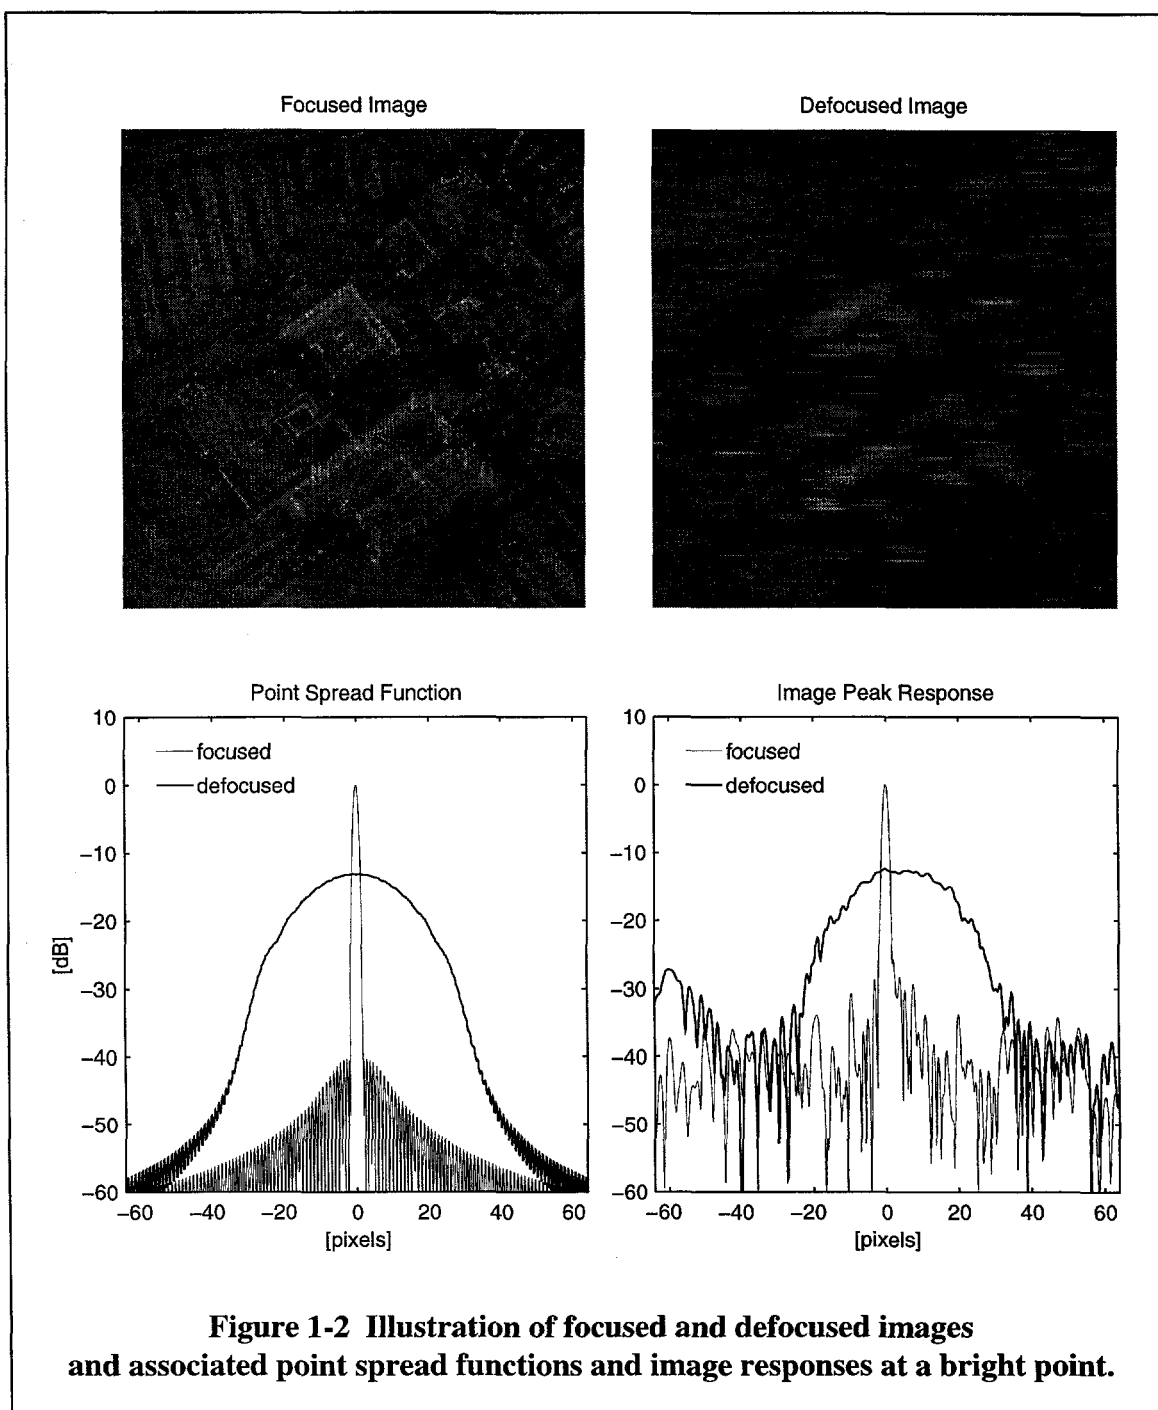 Focused Image
Defocused Image
Point Spread Function
10
0
−10
−20
−30
−40
−50
−60
[dB]
focused
defocused
−60 −40 −20 0 20 40 60
[pixels]
Image Peak Response
10
0
−10
−20
−30
−40
−50
−60
focused
defocused
−60 −40 −20 0 20 40 60
[pixels]
Figure 1-2 Illustration of focused and defocused images
and associated point spread functions and image responses at a bright point.